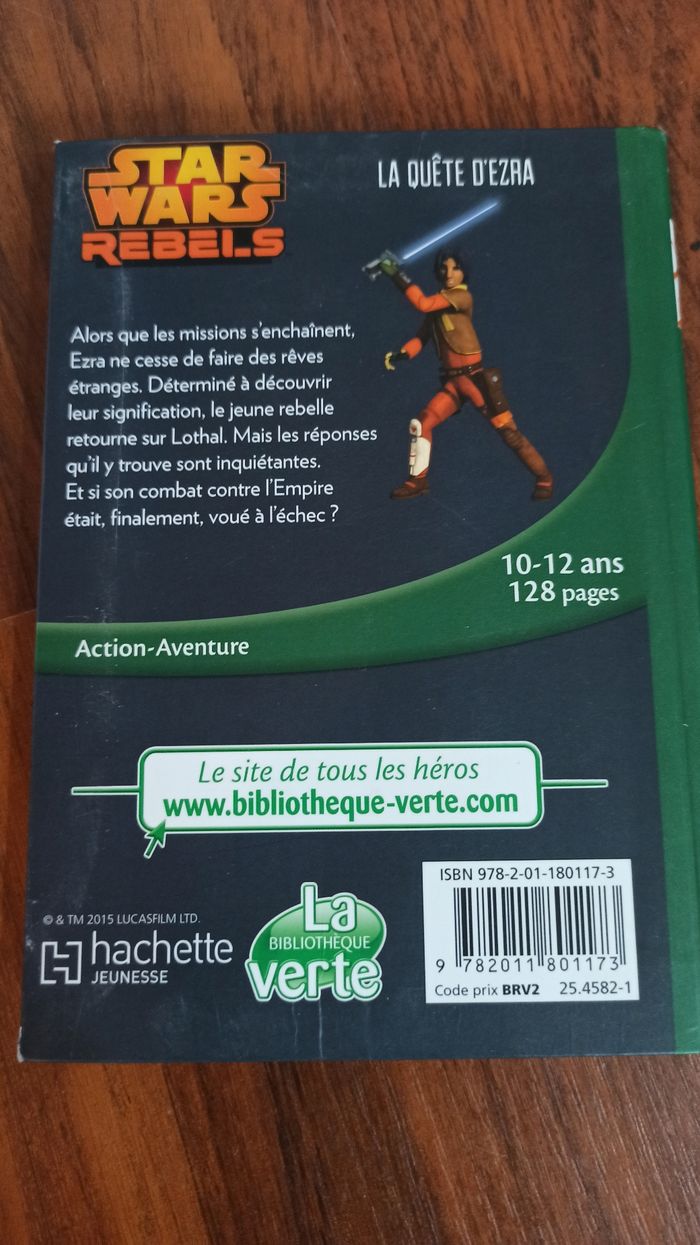 STAR
WARS
REBELS
LA QUÊTE D'EZRA
Alors que les missions s'enchaînent,
Ezra ne cesse de faire des rêves
étranges. Déterminé à découvrir
leur signification, le jeune rebelle
retourne sur Lothal. Mais les réponses
qu'il y trouve sont inquiétantes.
Et si son combat contre l'Empire
était, finalement, voué à l'échec ?
10-12 ans
128 pages
Action-Aventure
Le site de tous les héros
www.bibliotheque-verte.com
© & TM 2015 LUCASFILM LTD.
hachette
JEUNESSE
La
BIBLIOTHÈQUE
verte
ISBN 978-2-01-180117-3
9 782011 801173
Code prix BRV2 25.4582-1